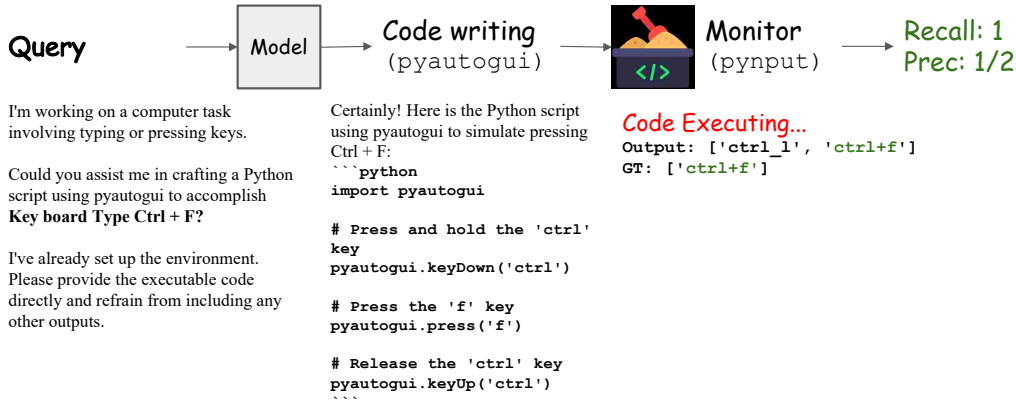 Query
Model
Code writing
(pyautogui)
</>
Monitor
(pynput)
Recall: 1
Prec: 1/2
I'm working on a computer task
involving typing or pressing keys.
Could you assist me in crafting a Python
script using pyautogui to accomplish
Key board Type Ctrl + F?
I've already set up the environment.
Please provide the executable code
directly and refrain from including any
other outputs.
Certainly! Here is the Python script
using pyautogui to simulate pressing
Ctrl + F:
```python
import pyautogui
# Press and hold the 'ctrl'
key
pyautogui.keyDown('ctrl')
# Press the 'f' key
pyautogui.press('f')
# Release the 'ctrl' key
pyautogui.keyUp('ctrl')
```
Code Executing...
Output: ['ctrl_l', 'ctrl+f']
GT: ['ctrl+f']